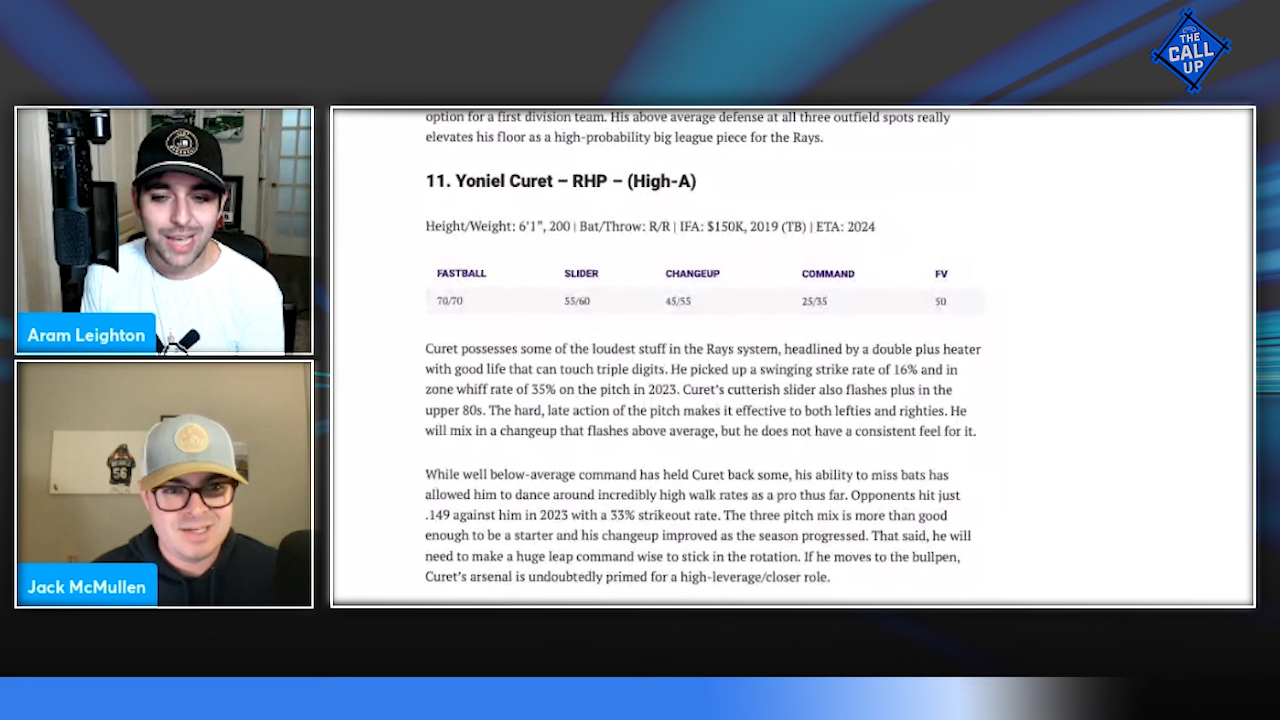 THE
CALL
UP
option for a first division team. His above average defense at all three outfield spots really
elevates his floor as a high-probability big league piece for the Rays.
11. Yoniel Curet – RHP – (High-A)
Height/Weight: 6'1", 200 | Bat/Throw: R/R | IFA: $150K, 2019 (TB) | ETA: 2024
FASTBALL SLIDER CHANGEUP COMMAND FV
70/70 55/60 45/55 25/35 50
Curet possesses some of the loudest stuff in the Rays system, headlined by a double plus heater
with good life that can touch triple digits. He picked up a swinging strike rate of 16% and in
zone whiff rate of 35% on the pitch in 2023. Curet's cutterish slider also flashes plus in the
upper 80s. The hard, late action of the pitch makes it effective to both lefties and righties. He
will mix in a changeup that flashes above average, but he does not have a consistent feel for it.
While well below-average command has held Curet back some, his ability to miss bats has
allowed him to dance around incredibly high walk rates as a pro thus far. Opponents hit just
.149 against him in 2023 with a 33% strikeout rate. The three pitch mix is more than good
enough to be a starter and his changeup improved as the season progressed. That said, he will
need to make a huge leap command wise to stick in the rotation. If he moves to the bullpen,
Curet's arsenal is undoubtedly primed for a high-leverage/closer role.
Aram Leighton
56
Jack McMullen